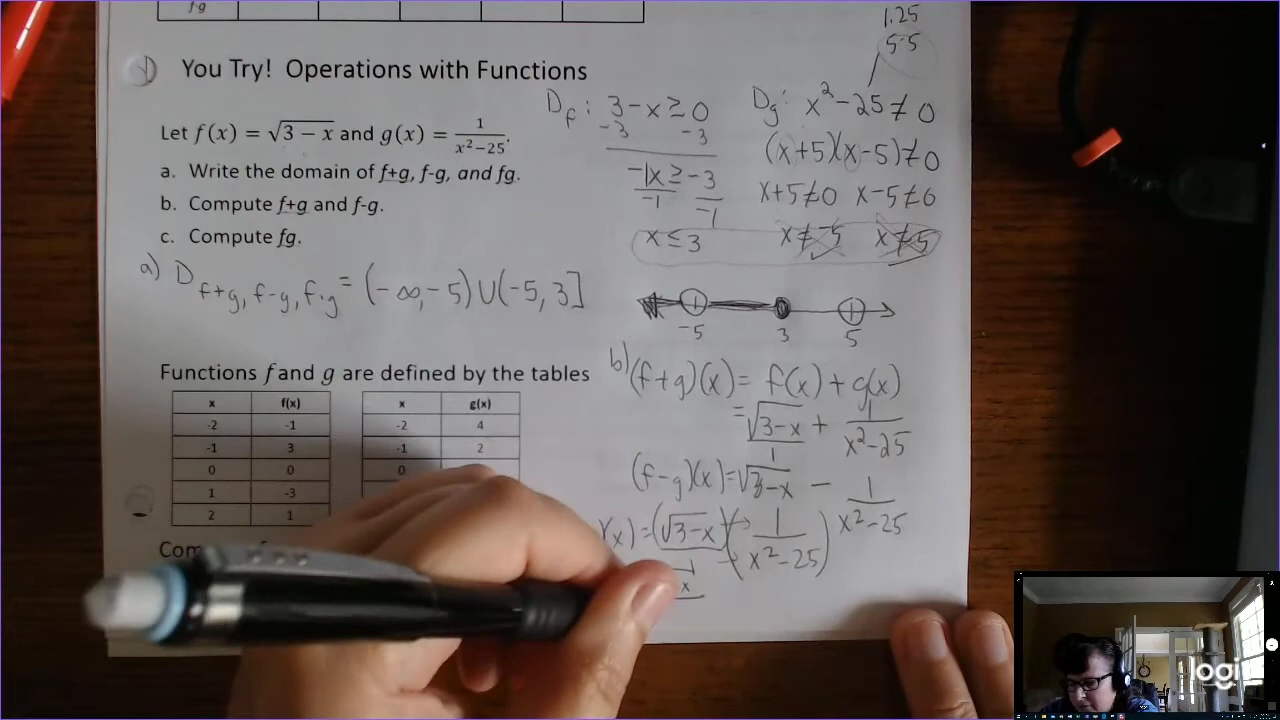 f·g
1.25
5·5
You Try! Operations with Functions
Let f(x) = √3 − x and g(x) = 1/(x²−25).
a. Write the domain of f+g, f-g, and fg.
b. Compute f+g and f-g.
c. Compute fg.
D_f: 3-x ≥ 0
-3 -3
-1x ≥ -3
-1 -1
x ≤ 3
D_g: x² - 25 ≠ 0
(x+5)(x-5) ≠ 0
x+5≠0 x-5≠0
x ≠ -5 x ≠ 5
a) D_f+g, f-g, f·g = (-∞, -5) ∪ (-5, 3]
-5 3 5
b) (f+g)(x) = f(x) + g(x)
= √3-x + 1/(x²-25)
(f-g)(x) = √3-x - 1/(x²-25)
(x) = (√3-x)(1/(x²-25))
x
Functions f and g are defined by the tables
x f(x)
-2 -1
-1 3
0 0
1 -3
2 1
x g(x)
-2 4
-1 2
0
logi